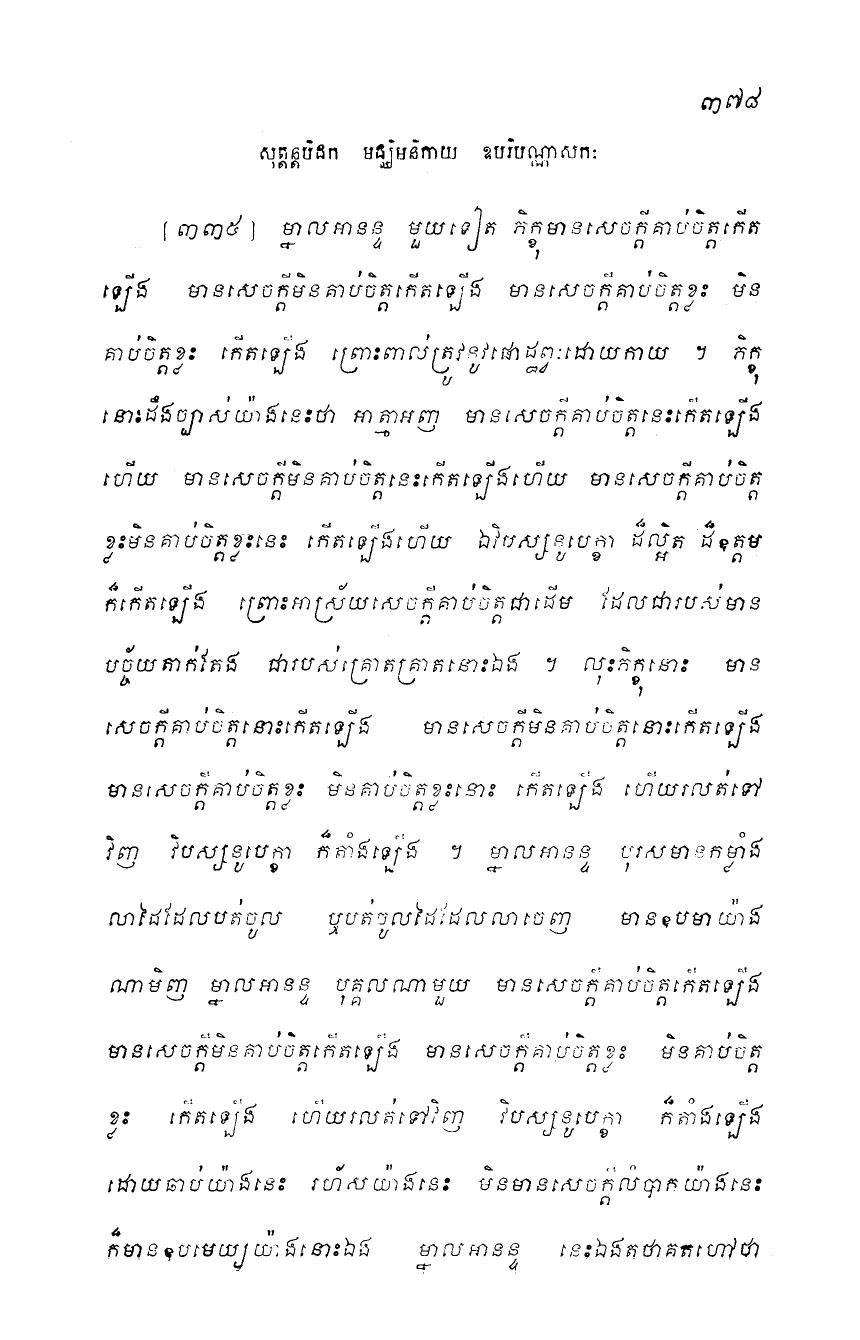 ៣៧៨
សុត្តន្តបិដក មជ្ឈិមនិកាយ ឧបរិបណ្ណាសកៈ
[៣៣៥] ម្នាលអានន្ទ មួយទៀត ភិក្ខុមានសេចក្ដីគាប់ចិត្តកើត
ឡើង មានសេចក្ដីមិនគាប់ចិត្តកើតឡើង មានសេចក្ដីគាប់ចិត្តខ្លះ មិន
គាប់ចិត្តខ្លះ កើតឡើង ព្រោះពាល់ត្រូវនូវផោដ្ឋព្វៈដោយកាយ ។ ភិក្ខុ
នោះដឹងច្បាស់យ៉ាងនេះថា អាត្មាអញ មានសេចក្ដីគាប់ចិត្តនេះកើតឡើង
ហើយ មានសេចក្ដីមិនគាប់ចិត្តនេះកើតឡើងហើយ មានសេចក្ដីគាប់ចិត្ត
ខ្លះមិនគាប់ចិត្តខ្លះនេះ កើតឡើងហើយ ឯវិបស្សនូបេក្ខា ដ៏ល្អិត ដ៏ឧត្តម
ក៏កើតឡើង ព្រោះអាស្រ័យសេចក្ដីគាប់ចិត្តជាដើម ដែលជារបស់មាន
បច្ច័យតាក់តែង ជារបស់គ្រោតគ្រាតនោះឯង ។ លុះភិក្ខុនោះ មាន
សេចក្ដីគាប់ចិត្តនោះកើតឡើង មានសេចក្ដីមិនគាប់ចិត្តនោះកើតឡើង
មានសេចក្ដីគាប់ចិត្តខ្លះ មិនគាប់ចិត្តខ្លះនោះ កើតឡើង ហើយរលត់ទៅ
វិញ វិបស្សនូបេក្ខា ក៏តាំងឡើង ។ ម្នាលអានន្ទ បុរសមានកម្លាំង
លាដៃដែលបត់ចូល ឬបត់ចូលដៃដែលលាចេញ មានឧបមាយ៉ាង
ណាមិញ ម្នាលអានន្ទ បុគ្គលណាមួយ មានសេចក្ដីគាប់ចិត្តកើតឡើង
មានសេចក្ដីមិនគាប់ចិត្តកើតឡើង មានសេចក្ដីគាប់ចិត្តខ្លះ មិនគាប់ចិត្ត
ខ្លះ កើតឡើង ហើយរលត់ទៅវិញ វិបស្សនូបេក្ខា ក៏តាំងឡើង
ដោយឆាប់យ៉ាងនេះ រហ័សយ៉ាងនេះ មិនមានសេចក្ដីលំបាកយ៉ាងនេះ
ក៏មានឧបមេយ្យយ៉ាងនោះឯង ម្នាលអានន្ទ នេះឯងតថាគតហៅថា